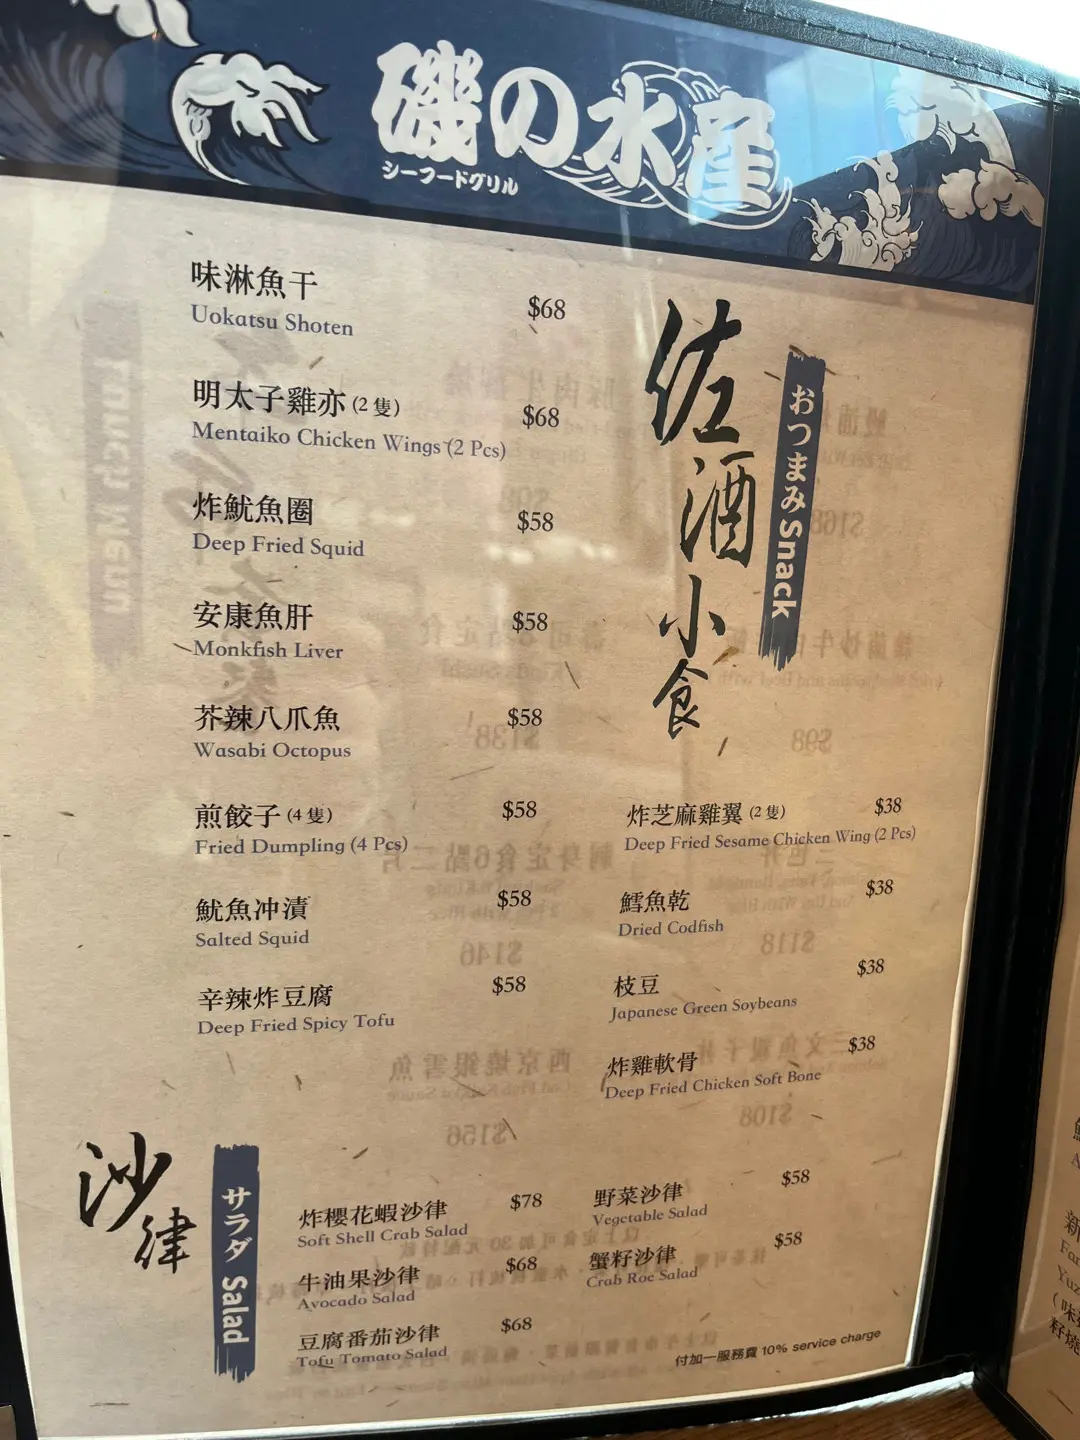 磯の水産
シーフードグリル
佐酒小食
おつまみ Snack
味淋魚干
Uokatsu Shoten
$68
明太子雞亦 (2 隻)
Mentaiko Chicken Wings (2 Pcs)
$68
炸魷魚圈
Deep Fried Squid
$58
安康魚肝
Monkfish Liver
$58
芥辣八爪魚
Wasabi Octopus
$58
煎餃子 (4 隻)
Fried Dumpling (4 Pcs)
$58
魷魚冲漬
Salted Squid
$58
辛辣炸豆腐
Deep Fried Spicy Tofu
$58
炸芝麻雞翼 (2 隻)
Deep Fried Sesame Chicken Wing (2 Pcs)
$38
鱈魚乾
Dried Codfish
$38
枝豆
Japanese Green Soybeans
$38
炸雞軟骨
Deep Fried Chicken Soft Bone
$38
沙律
サラダ Salad
炸櫻花蝦沙律
Soft Shell Crab Salad
$78
牛油果沙律
Avocado Salad
$68
豆腐番茄沙律
Tofu Tomato Salad
$68
野菜沙律
Vegetable Salad
$58
蟹籽沙律
Crab Roe Salad
$58
付加一服務費 10% service charge